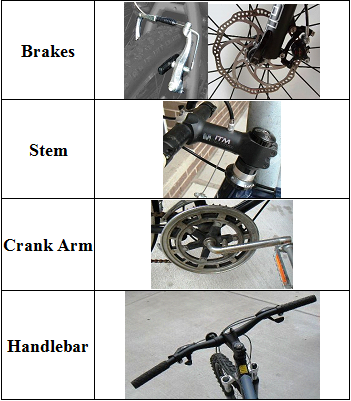 Brakes
Stem
ITM
Crank Arm
Handlebar